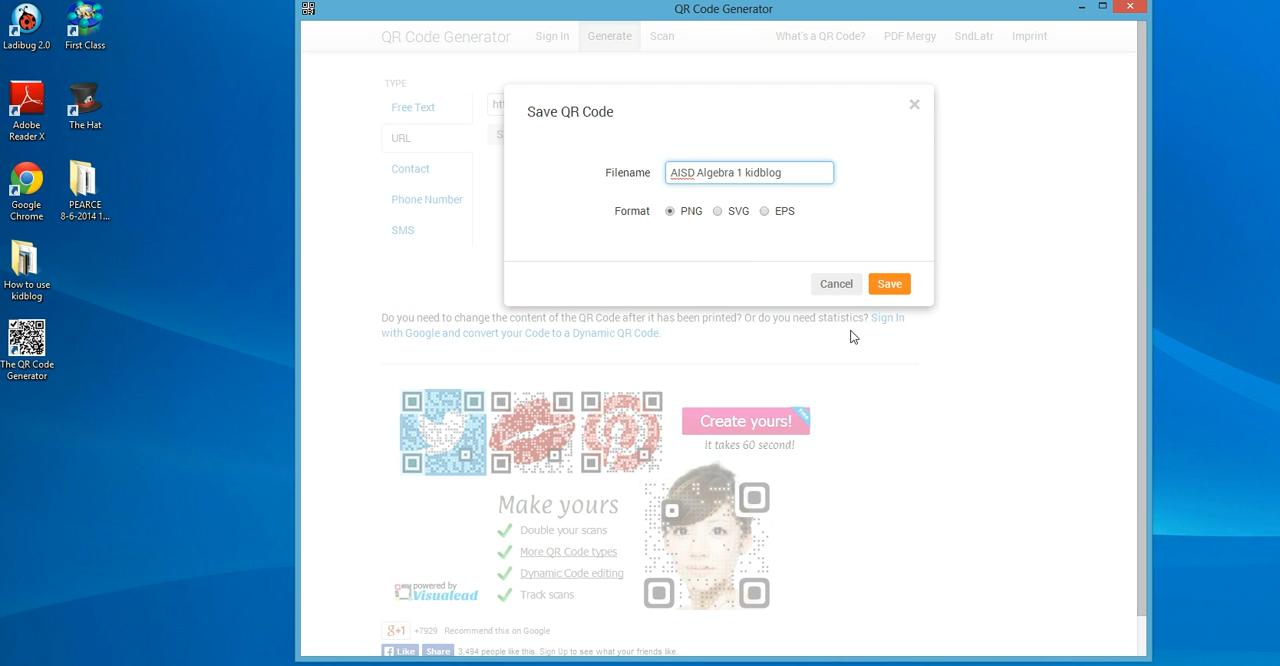 Ladibug 2.0
First Class
Adobe
Reader X
The Hat
Google
Chrome
PEARCE
8-6-2014 1...
How to use
kidblog
The QR Code
Generator
QR Code Generator
QR Code Generator
Sign In
Generate
Scan
What's a QR Code?
PDF Mergy
SndLatr
Imprint
TYPE
Free Text
URL
Contact
Phone Number
SMS
Save QR Code
Filename
AISD Algebra 1 kidblog
Format
PNG
SVG
EPS
Cancel
Save
Do you need to change the content of the QR Code after it has been printed? Or do you need statistics? Sign In
with Google and convert your Code to a Dynamic QR Code.
Create yours!
Free
it takes 60 second!
Make yours
Double your scans
More QR Code types
Dynamic Code editing
Track scans
powered by
Visualead
g+1
+7929
Recommend this on Google
Like
Share
3,494 people like this. Sign Up to see what your friends like.